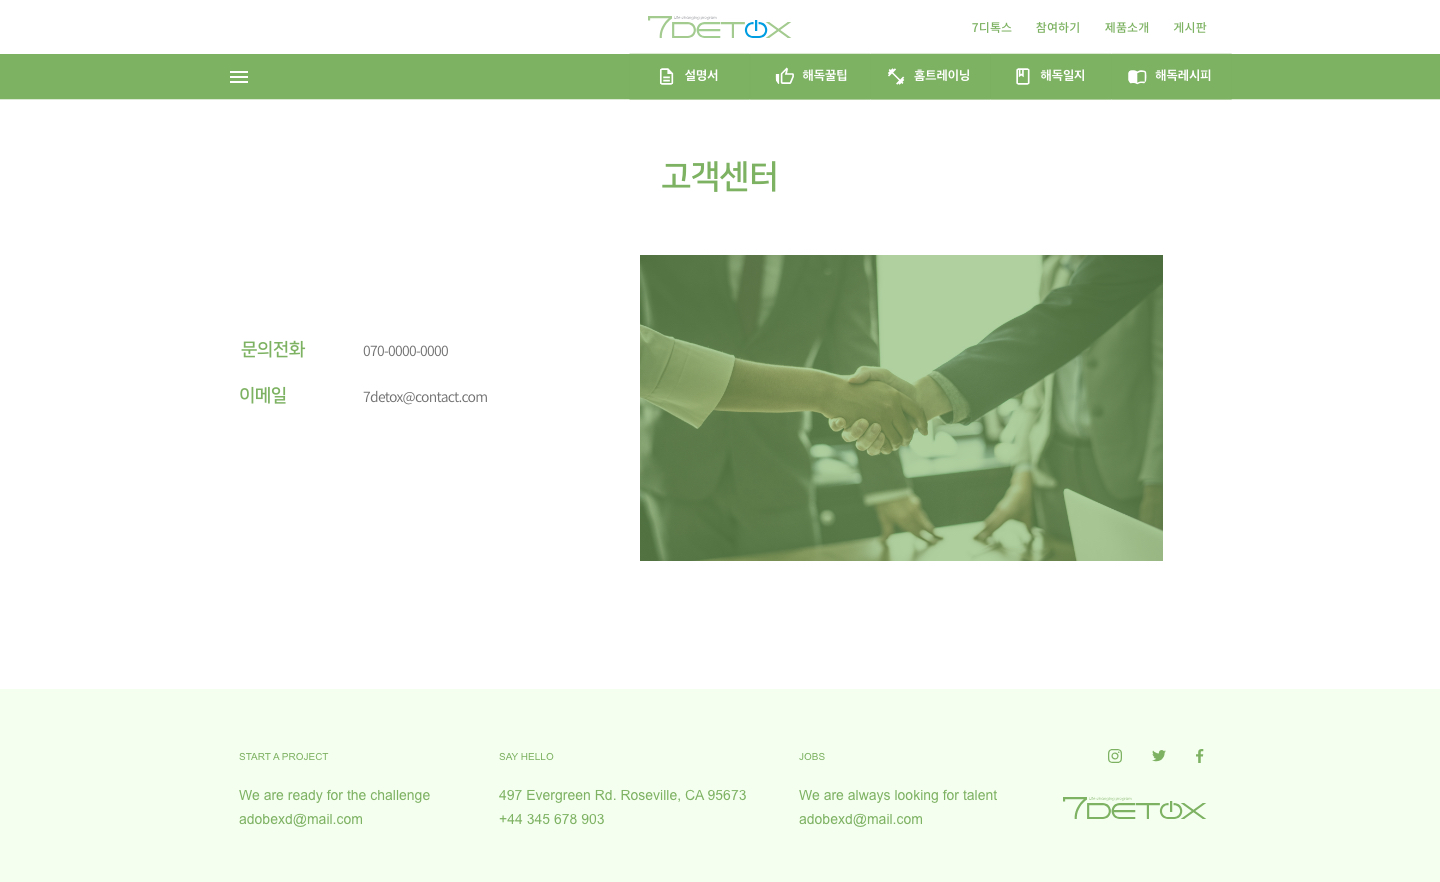 7DETOX
7디톡스
참여하기
제품소개
게시판
설명서
해독꿀팁
홈트레이닝
해독일지
해독레시피
고객센터
문의전화
070-0000-0000
이메일
7detox@contact.com
START A PROJECT
We are ready for the challenge
adobexd@mail.com
SAY HELLO
497 Evergreen Rd. Roseville, CA 95673
+44 345 678 903
JOBS
We are always looking for talent
adobexd@mail.com
7DETOX